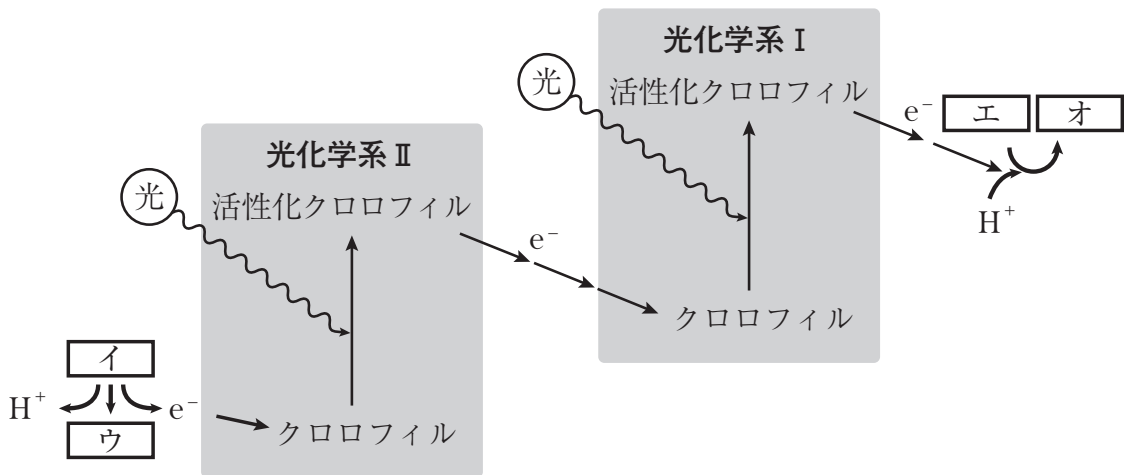 光化学系Ⅰ
光
活性化クロロフィル
e⁻
エ オ
H⁺
光化学系Ⅱ
光
活性化クロロフィル
e⁻
クロロフィル
イ
H⁺ e⁻
ウ
クロロフィル